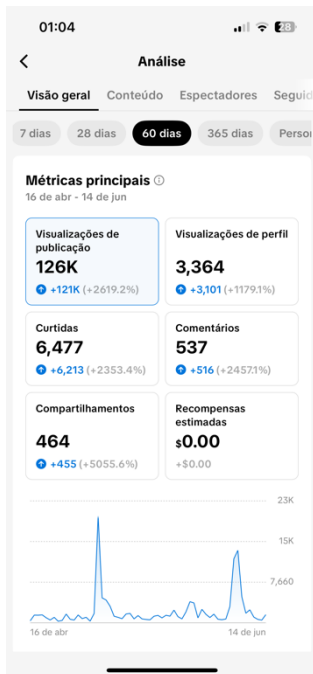 01:04
28
Análise
Visão geral Conteúdo Espectadores Seguid
7 dias 28 dias 60 dias 365 dias Person
Métricas principais
16 de abr - 14 de jun
Visualizações de
publicação
126K
+121K (+2619.2%)
Visualizações de perfil
3,364
+3,101 (+1179.1%)
Curtidas
6,477
+6,213 (+2353.4%)
Comentários
537
+516 (+2457.1%)
Compartilhamentos
464
+455 (+5055.6%)
Recompensas
estimadas
$0.00
+$0.00
23K
15K
7,660
16 de abr 14 de jun